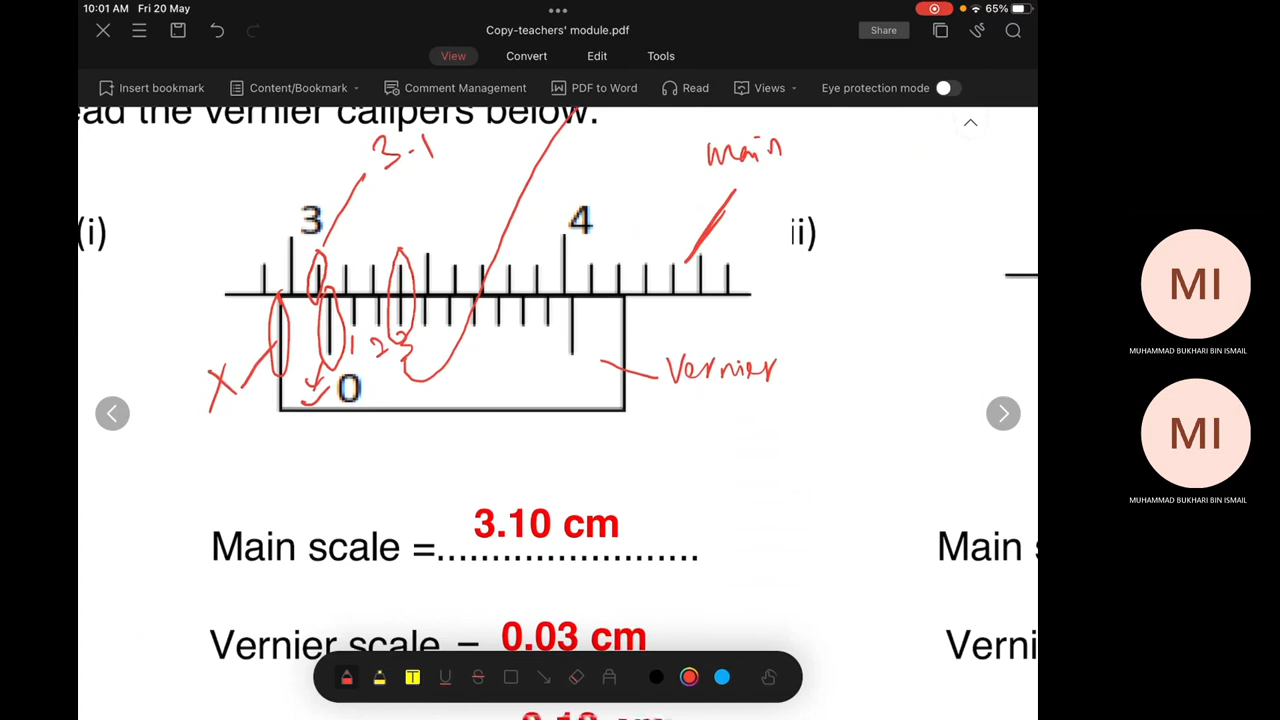 10:01 AM Fri 20 May
65%
Copy-teachers' module.pdf
Share
View Convert Edit Tools
Insert bookmark Content/Bookmark Comment Management PDF to Word Read Views Eye protection mode
ead the Vernier calipers below:
3.1
main
(i) 3 4 ii)
1 2 3
X 0 Vernier
3.10 cm
Main scale =........................ Main s
0.03 cm
Vernier scale = Verni
MI
MUHAMMAD BUKHARI BIN ISMAIL
MI
MUHAMMAD BUKHARI BIN ISMAIL